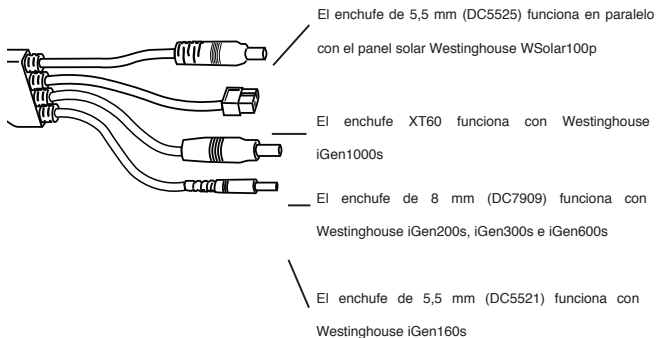 El enchufe de 5,5 mm (DC5525) funciona en paralelo
con el panel solar Westinghouse WSolar100p
El enchufe XT60 funciona con Westinghouse
iGen1000s
El enchufe de 8 mm (DC7909) funciona con
Westinghouse iGen200s, iGen300s e iGen600s
El enchufe de 5,5 mm (DC5521) funciona con
Westinghouse iGen160s